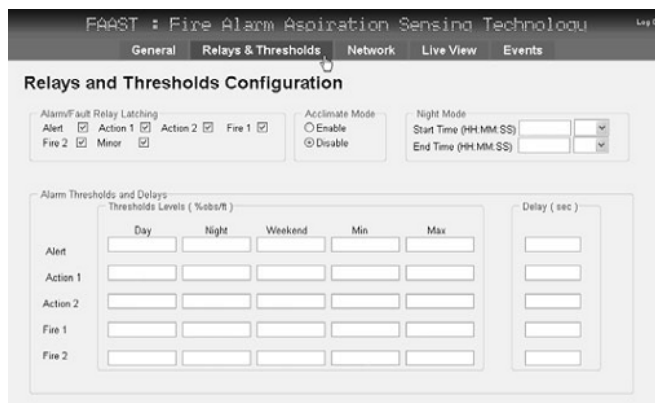 FAAST : Fire Alarm Aspiration Sensing Technology
General Relays & Thresholds Network Live View Events
Relays and Thresholds Configuration
Alarm/Fault Relay Latching
Alert Action 1 Action 2 Fire 1
Fire 2 Minor
Acclimate Mode
Enable
Disable
Night Mode
Start Time (HH:MM:SS)
End Time (HH:MM:SS)
Alarm Thresholds and Delays
Thresholds Levels ( %obs/ft )
Delay ( sec )
Day Night Weekend Min Max
Alert
Action 1
Action 2
Fire 1
Fire 2